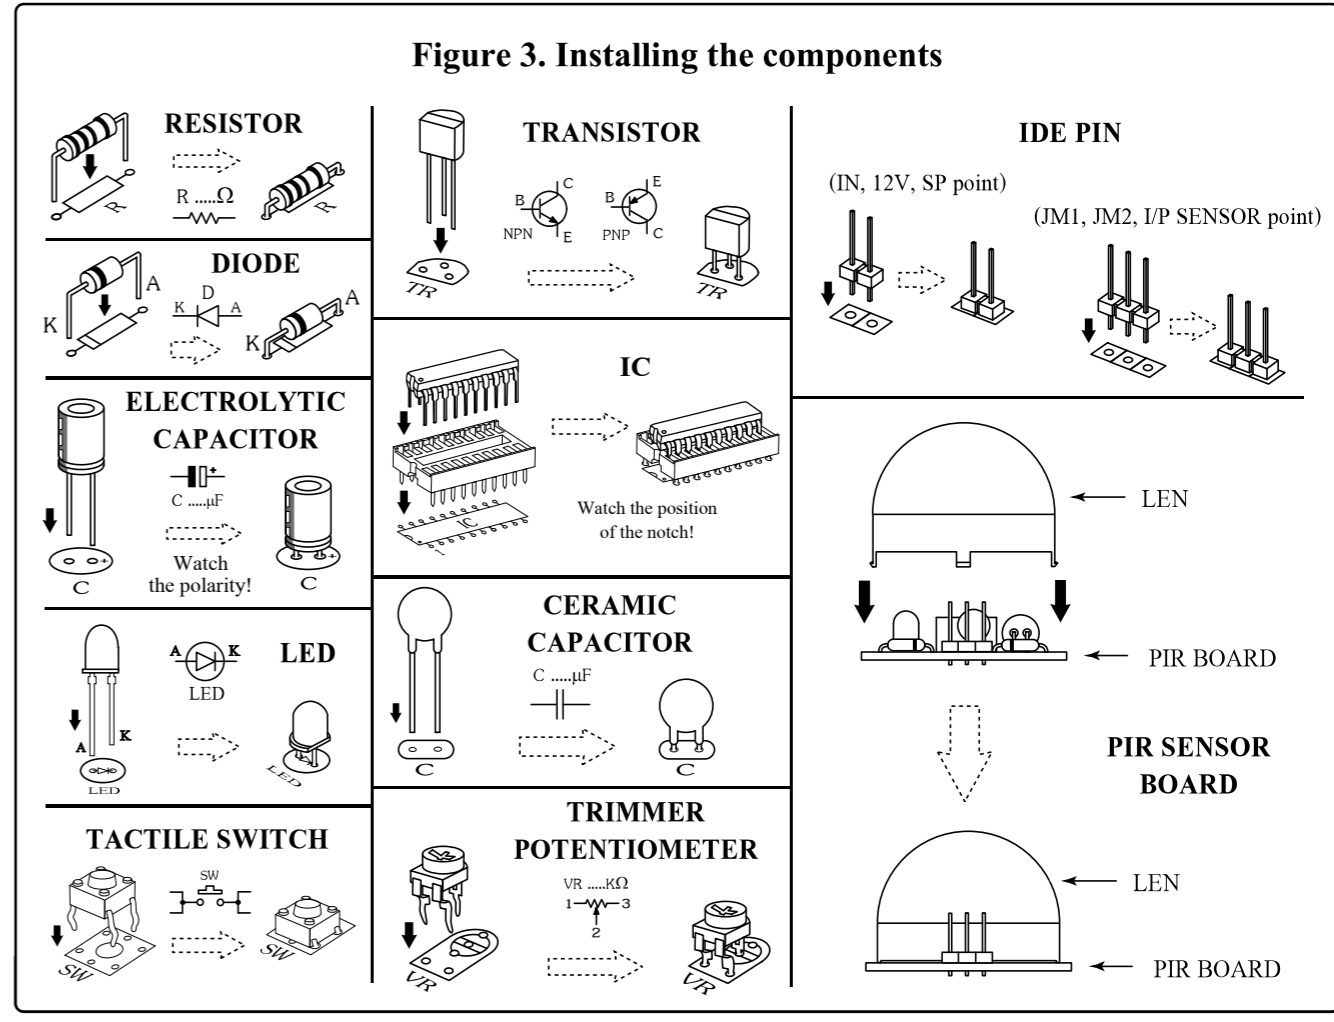 Figure 3. Installing the components
RESISTOR
R .....Ω
R
R
DIODE
A
K
D
K A
A
K
ELECTROLYTIC
CAPACITOR
+
C .....µF
Watch
the polarity!
+
C
+
C
LED
A K
LED
A
K
LED
LED
TACTILE SWITCH
SW
SW
SW
TRANSISTOR
C
B
E
NPN
E
B
C
PNP
TR
TR
IC
IC
1
Watch the position
of the notch!
CERAMIC
CAPACITOR
C .....µF
C
C
TRIMMER
POTENTIOMETER
VR .....KΩ
1 3
2
VR
VR
IDE PIN
(IN, 12V, SP point)
(JM1, JM2, I/P SENSOR point)
LEN
PIR BOARD
PIR SENSOR
BOARD
LEN
PIR BOARD